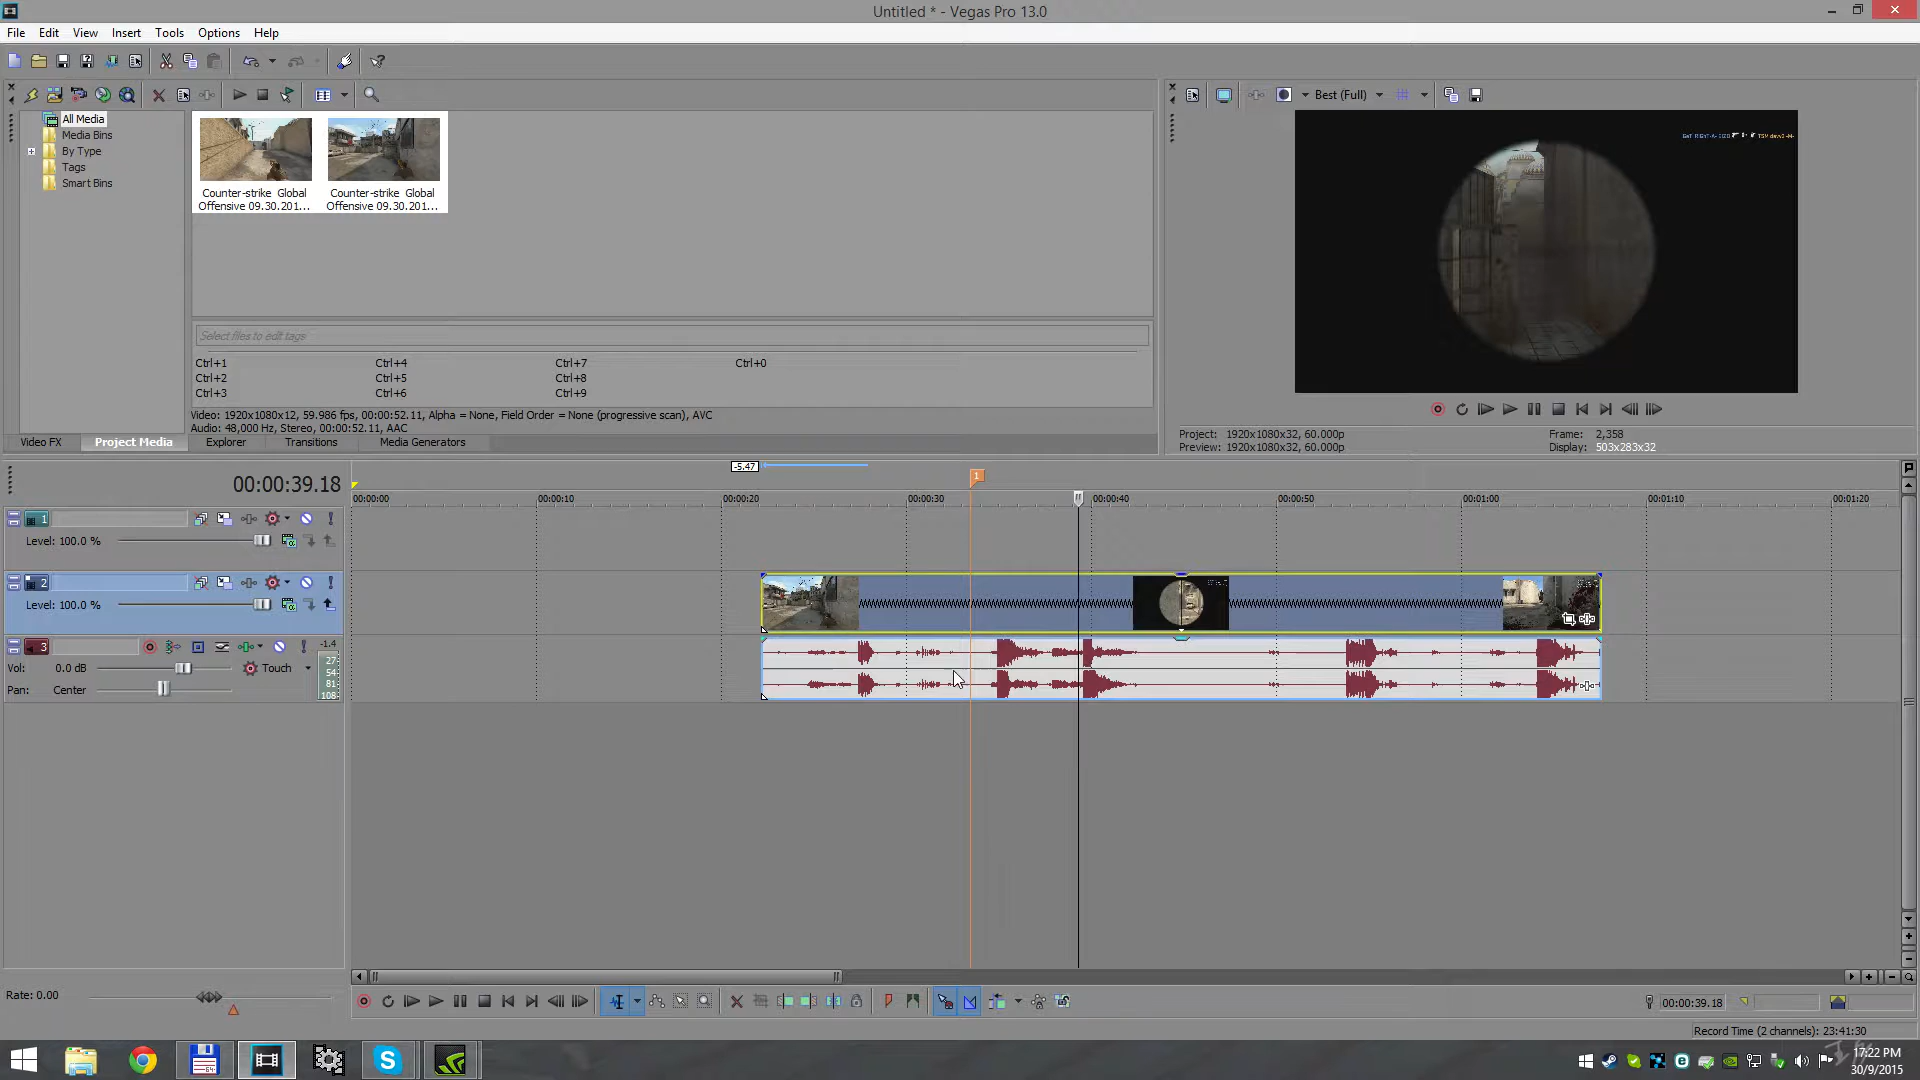 Untitled * - Vegas Pro 13.0
File Edit View Insert Tools Options Help
Best (Full)
All Media
Media Bins
By Type
Tags
Smart Bins
Counter-strike Global
Offensive 09.30.201...
Counter-strike Global
Offensive 09.30.201...
Select files to edit tags
Ctrl+1 Ctrl+4 Ctrl+7 Ctrl+0
Ctrl+2 Ctrl+5 Ctrl+8
Ctrl+3 Ctrl+6 Ctrl+9
Video: 1920x1080x12, 59.986 fps, 00:00:52.11, Alpha = None, Field Order = None (progressive scan), AVC
Audio: 48,000 Hz, Stereo, 00:00:52.11, AAC
Video FX Project Media Explorer Transitions Media Generators
Project: 1920x1080x32, 60.000p
Preview: 1920x1080x32, 60.000p
Frame: 2,358
Display: 503x283x32
-5.47
1
00:00:39.18
00:00:00 00:00:10 00:00:20 00:00:30 00:00:40 00:00:50 00:01:00 00:01:10 00:01:20
1
Level: 100.0 %
2
Level: 100.0 %
3
-1.4
Vol: 0.0 dB Touch
Pan: Center
27
54
81
108
Rate: 0.00
00:00:39.18
Record Time (2 channels): 23:41:30
17:22 PM
30/9/2015